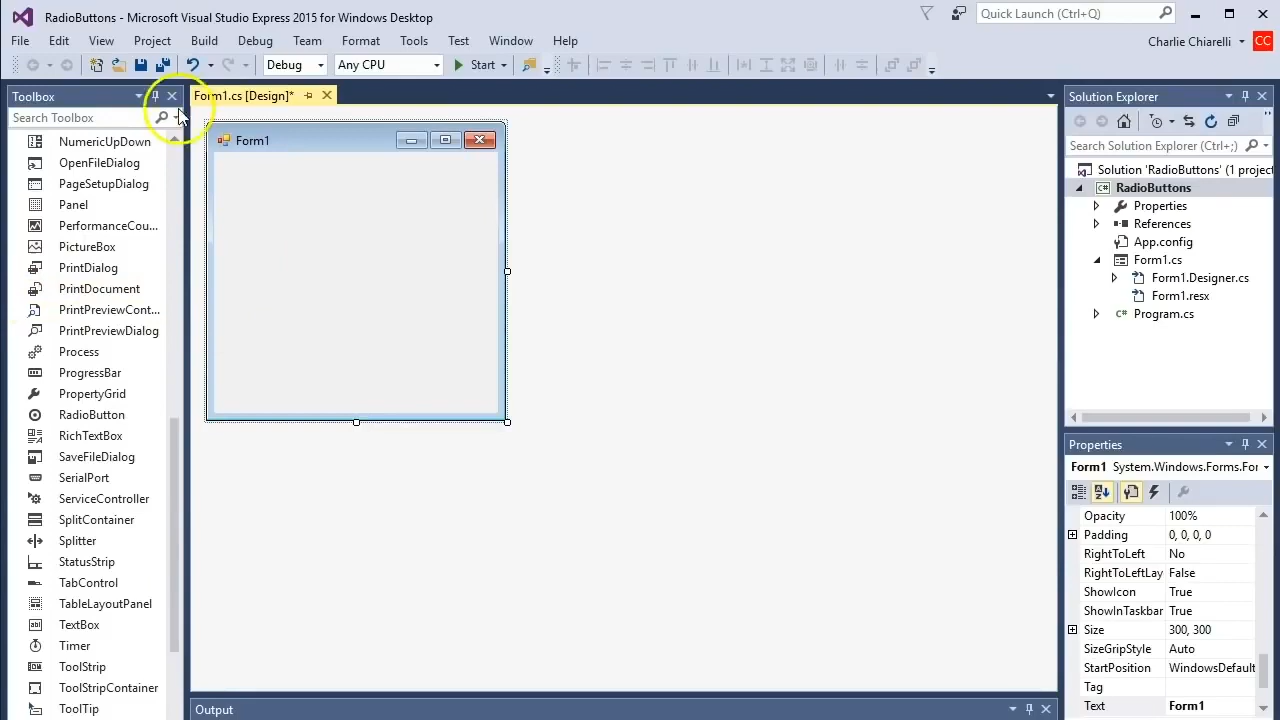 RadioButtons - Microsoft Visual Studio Express 2015 for Windows Desktop
Quick Launch (Ctrl+Q)
File Edit View Project Build Debug Team Format Tools Test Window Help
Charlie Chiarelli CC
Debug Any CPU Start
Toolbox
Form1.cs [Design]*
Solution Explorer
Search Toolbox
Search Solution Explorer (Ctrl+;)
Form1
NumericUpDown
OpenFileDialog
PageSetupDialog
Panel
PerformanceCou...
PictureBox
PrintDialog
PrintDocument
PrintPreviewCont...
PrintPreviewDialog
Process
ProgressBar
PropertyGrid
RadioButton
RichTextBox
SaveFileDialog
SerialPort
ServiceController
SplitContainer
Splitter
StatusStrip
TabControl
TableLayoutPanel
TextBox
Timer
ToolStrip
ToolStripContainer
ToolTip
Solution 'RadioButtons' (1 project
C# RadioButtons
Properties
References
App.config
Form1.cs
Form1.Designer.cs
Form1.resx
C# Program.cs
Properties
Form1 System.Windows.Forms.For
Opacity 100%
Padding 0, 0, 0, 0
RightToLeft No
RightToLeftLay False
ShowIcon True
ShowInTaskbar True
Size 300, 300
SizeGripStyle Auto
StartPosition WindowsDefault
Tag
Text Form1
Output